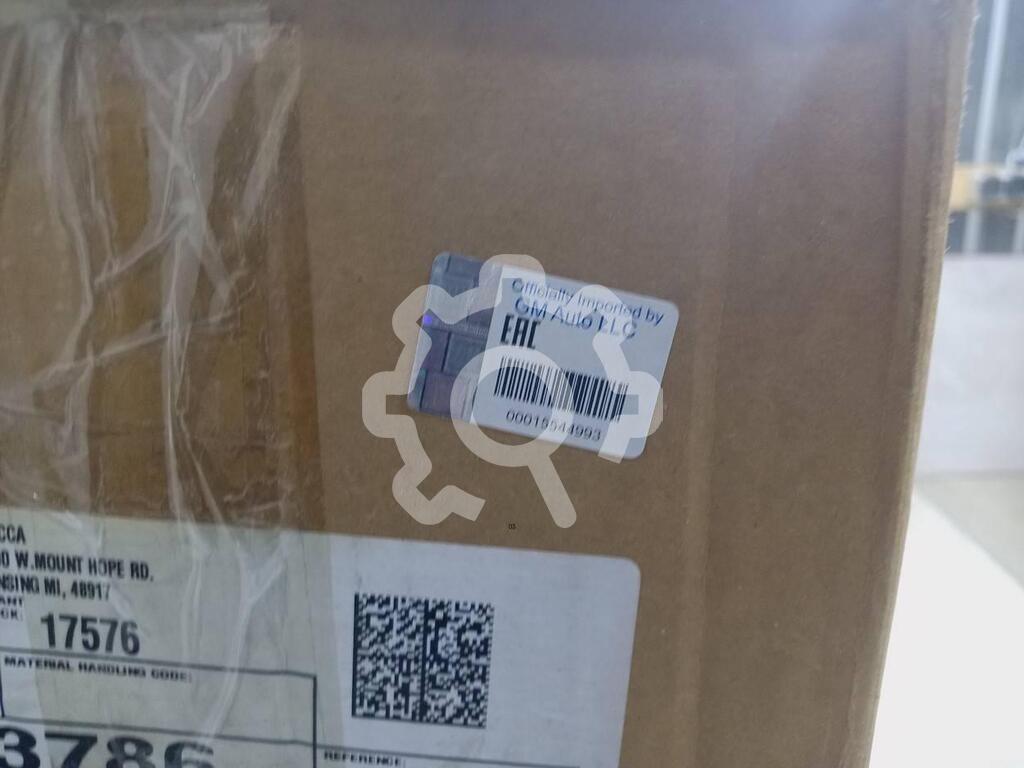 Officially Imported by
GM Auto LLC
EAC
00015544993
CCA
W.MOUNT HOPE RD.
MI, 48917
17576
MATERIAL HANDLING CODE:
3786
REFERENCE: